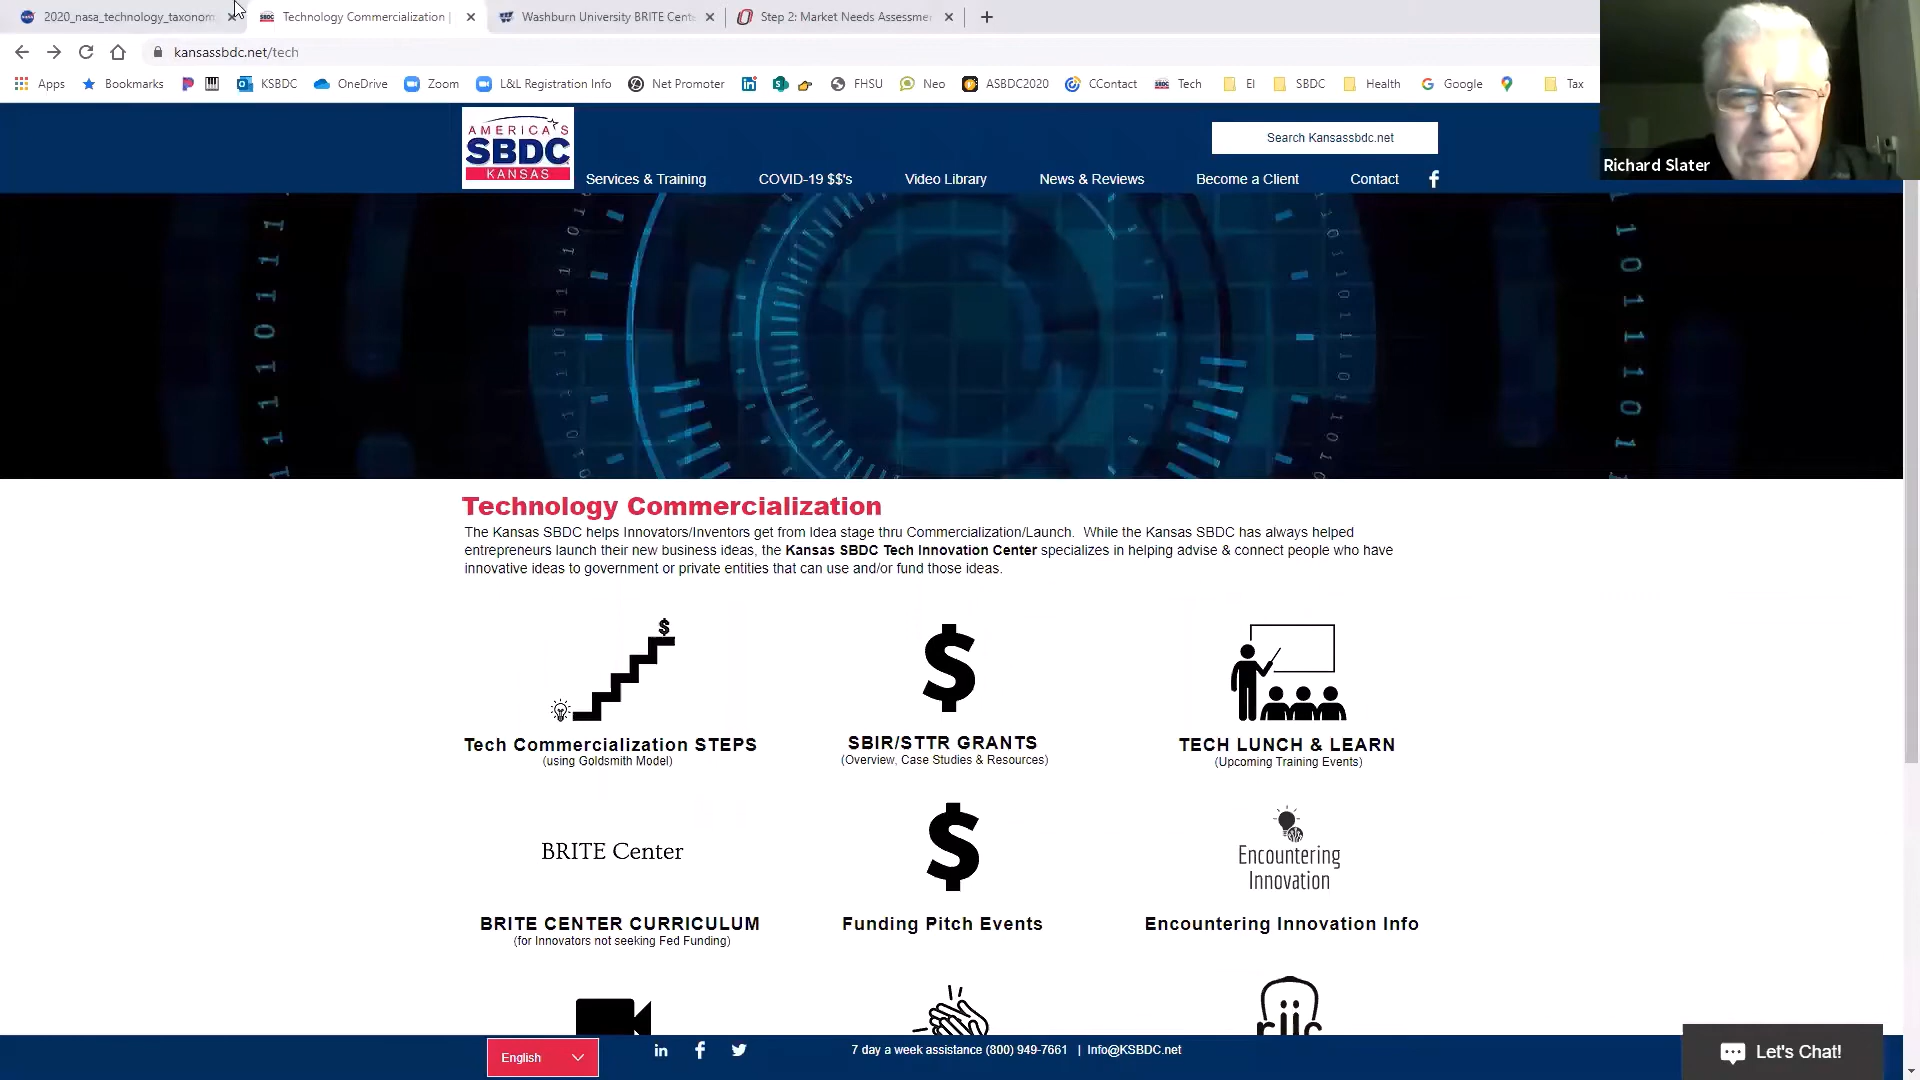 2020_nasa_technology_taxonom
Technology Commercialization |
Washburn University BRITE Cente
Step 2: Market Needs Assessmen
kansassbdc.net/tech
Apps
Bookmarks
KSBDC
OneDrive
Zoom
L&L Registration Info
Net Promoter
FHSU
Neo
ASBDC2020
CContact
Tech
EI
SBDC
Health
Google
Tax
AMERICA'S
SBDC
KANSAS
Search Kansassbdc.net
Services & Training
COVID-19 $$'s
Video Library
News & Reviews
Become a Client
Contact
Richard Slater
Technology Commercialization
The Kansas SBDC helps Innovators/Inventors get from Idea stage thru Commercialization/Launch. While the Kansas SBDC has always helped
entrepreneurs launch their new business ideas, the Kansas SBDC Tech Innovation Center specializes in helping advise & connect people who have
innovative ideas to government or private entities that can use and/or fund those ideas.
Tech Commercialization STEPS
(using Goldsmith Model)
SBIR/STTR GRANTS
(Overview, Case Studies & Resources)
TECH LUNCH & LEARN
(Upcoming Training Events)
BRITE Center
Encountering
Innovation
BRITE CENTER CURRICULUM
(for Innovators not seeking Fed Funding)
Funding Pitch Events
Encountering Innovation Info
English
7 day a week assistance (800) 949-7661 | Info@KSBDC.net
Let's Chat!